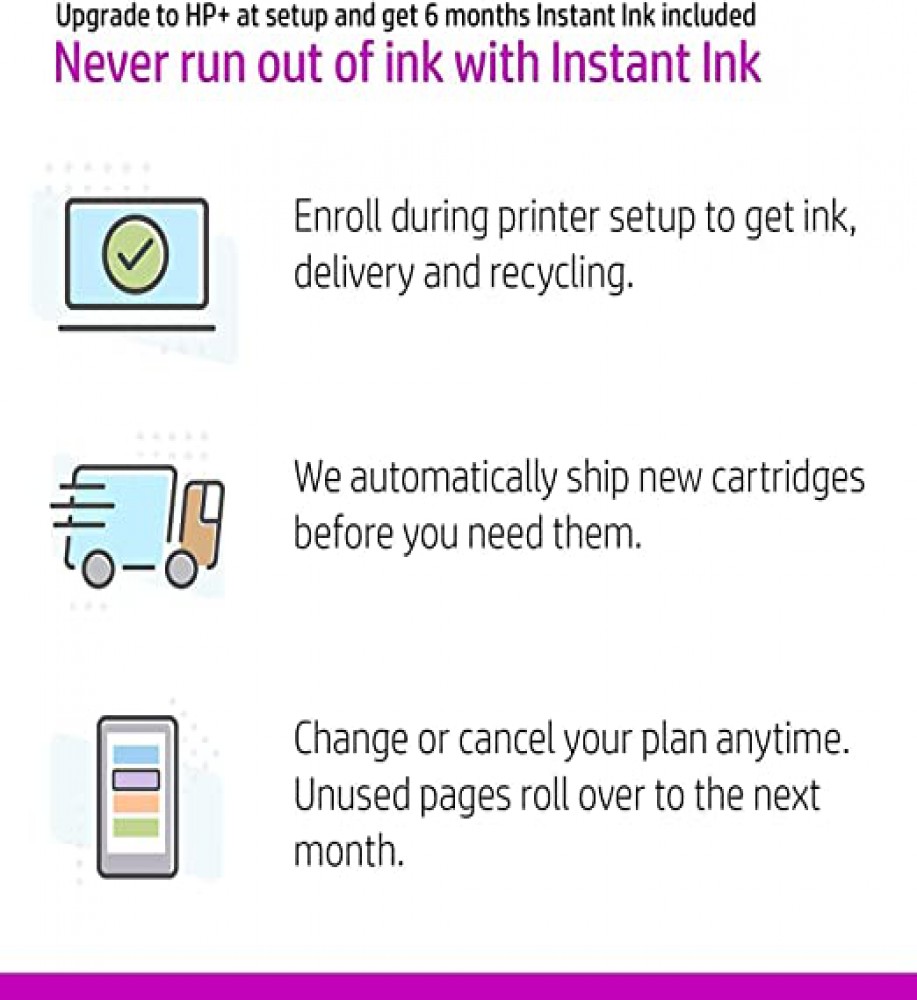 Upgrade to HP+ at setup and get 6 months Instant Ink included
Never run out of ink with Instant Ink
Enroll during printer setup to get ink,
delivery and recycling.
We automatically ship new cartridges
before you need them.
Change or cancel your plan anytime.
Unused pages roll over to the next
month.